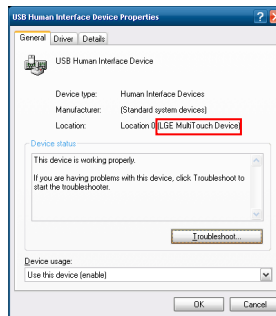 USB Human Interface Device Properties
General Driver Details
USB Human Interface Device
Device type: Human Interface Devices
Manufacturer: (Standard system devices)
Location: Location 0 (LGE MultiTouch Device)
Device status
This device is working properly.
If you are having problems with this device, click Troubleshoot to
start the troubleshooter.
Troubleshoot...
Device usage:
Use this device (enable)
OK Cancel